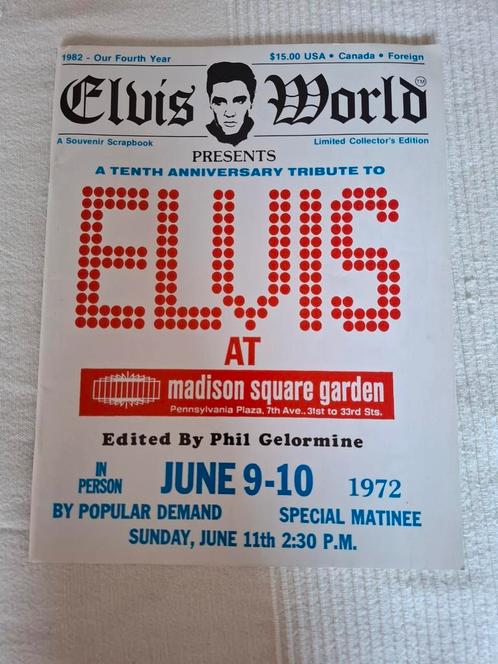 1982 - Our Fourth Year
$15.00 USA • Canada • Foreign
Elvis World TM
A Souvenir Scrapbook
Limited Collector's Edition
PRESENTS
A TENTH ANNIVERSARY TRIBUTE TO
ELVIS
AT
madison square garden
Pennsylvania Plaza, 7th Ave., 31st to 33rd Sts.
Edited By Phil Gelormine
IN PERSON JUNE 9-10 1972
BY POPULAR DEMAND SPECIAL MATINEE
SUNDAY, JUNE 11th 2:30 P.M.